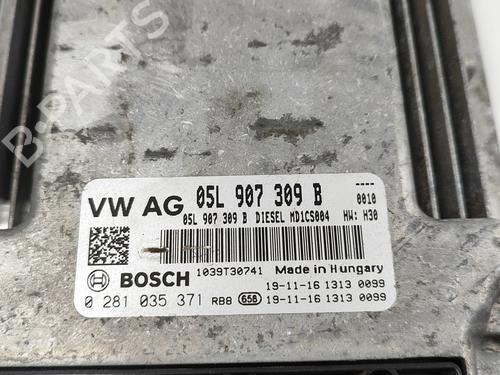 B-PARTS
VW AG 05L 907 309 B ----
05L 907 309 B DIESEL MD1CS004 HW: H30 0010
BOSCH 1039T30741 Made in Hungary
19-11-16 1313 0099
0 281 035 371 RB8 658 19-11-16 1313 0099